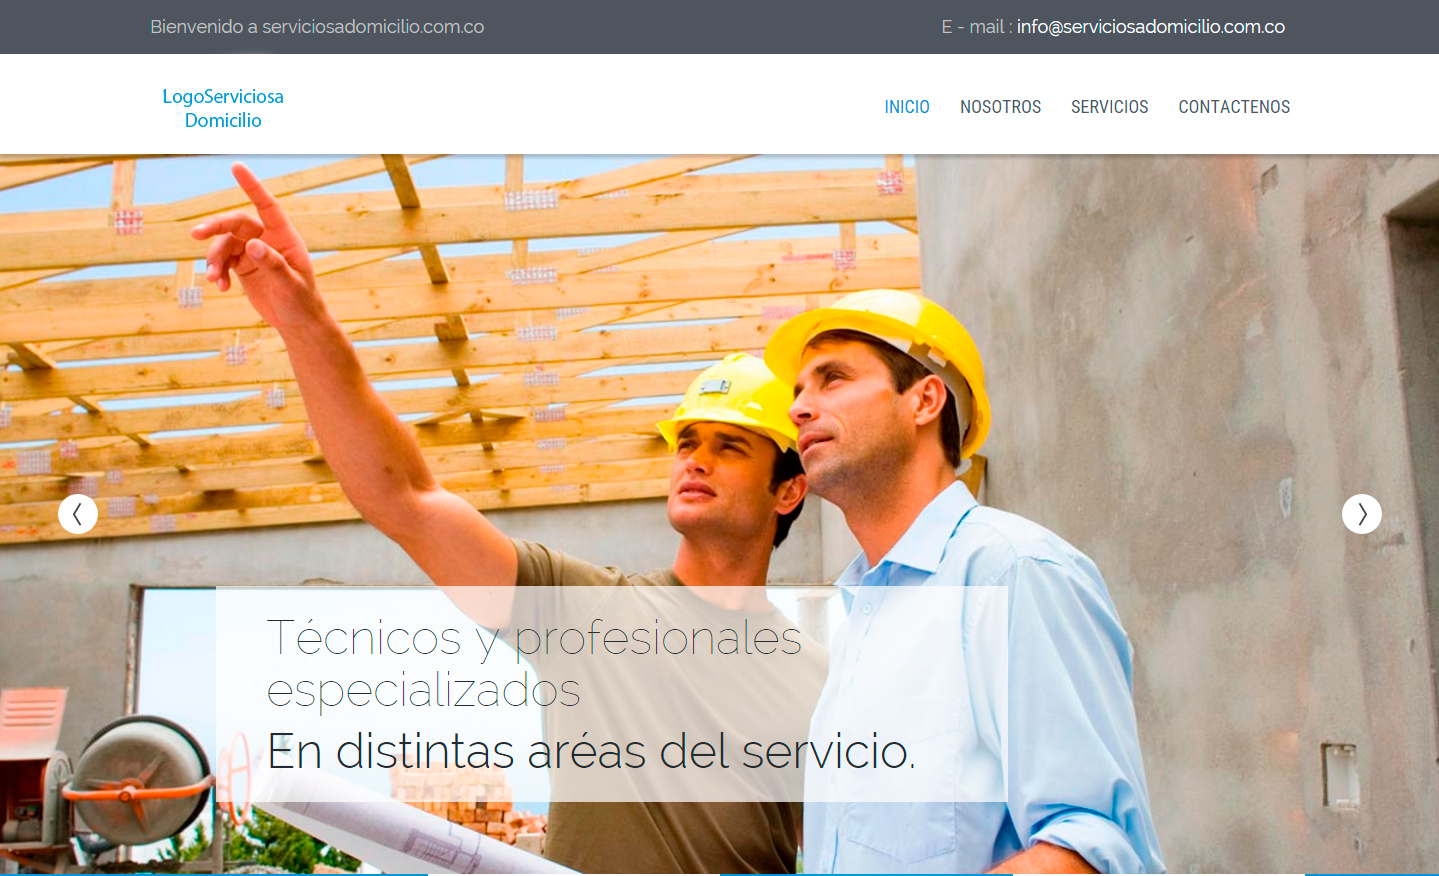 Bienvenido a serviciosadomicilio.com.co
E - mail : info@serviciosadomicilio.com.co
LogoServiciosa
Domicilio
INICIO NOSOTROS SERVICIOS CONTACTENOS
Técnicos y profesionales
especializados
En distintas aréas del servicio.